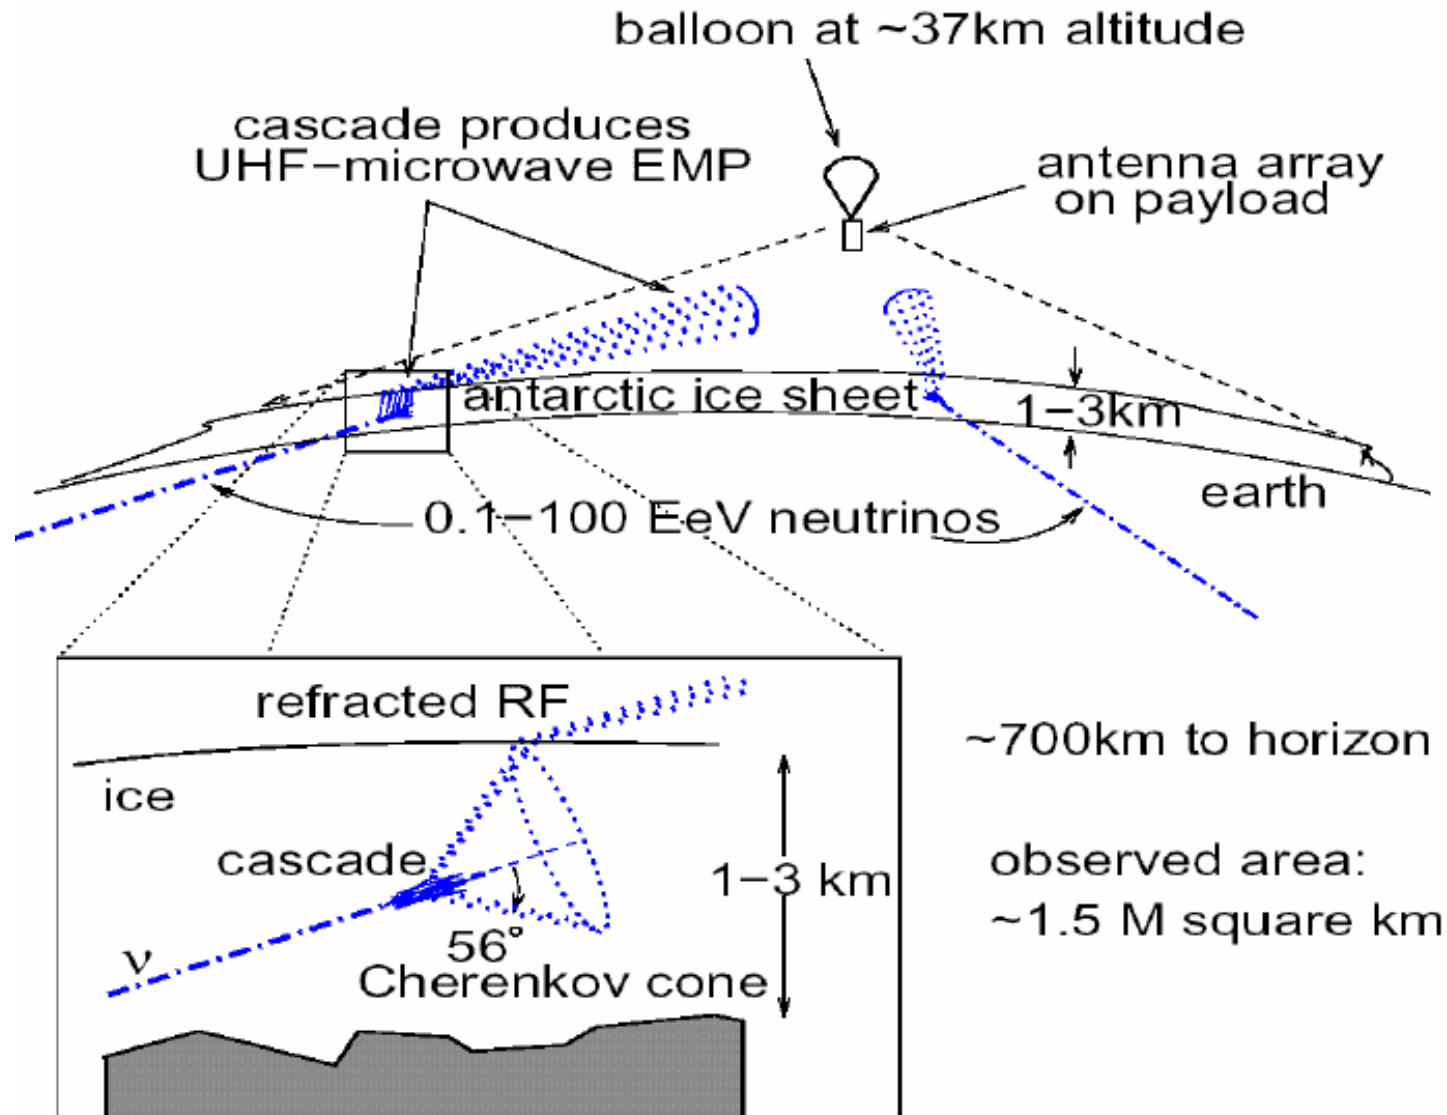 balloon at ~37km altitude
cascade produces
UHF−microwave EMP
antenna array
on payload
antarctic ice sheet
1−3km
earth
0.1−100 EeV neutrinos
refracted RF
ice
cascade
1−3 km
56°
ν
Cherenkov cone
~700km to horizon
observed area:
~1.5 M square km